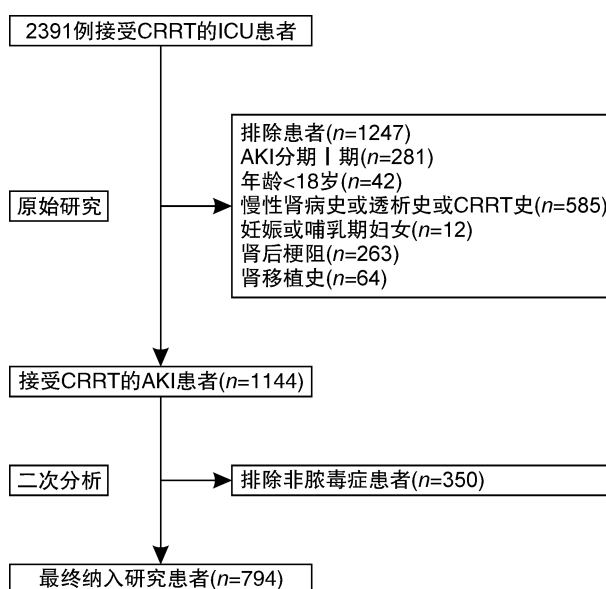 2391例接受CRRT的ICU患者
排除患者(n=1247)
AKI分期Ⅰ期(n=281)
年龄<18岁(n=42)
慢性肾病史或透析史或CRRT史(n=585)
妊娠或哺乳期妇女(n=12)
肾后梗阻(n=263)
肾移植史(n=64)
原始研究
接受CRRT的AKI患者(n=1144)
二次分析
排除非脓毒症患者(n=350)
最终纳入研究患者(n=794)